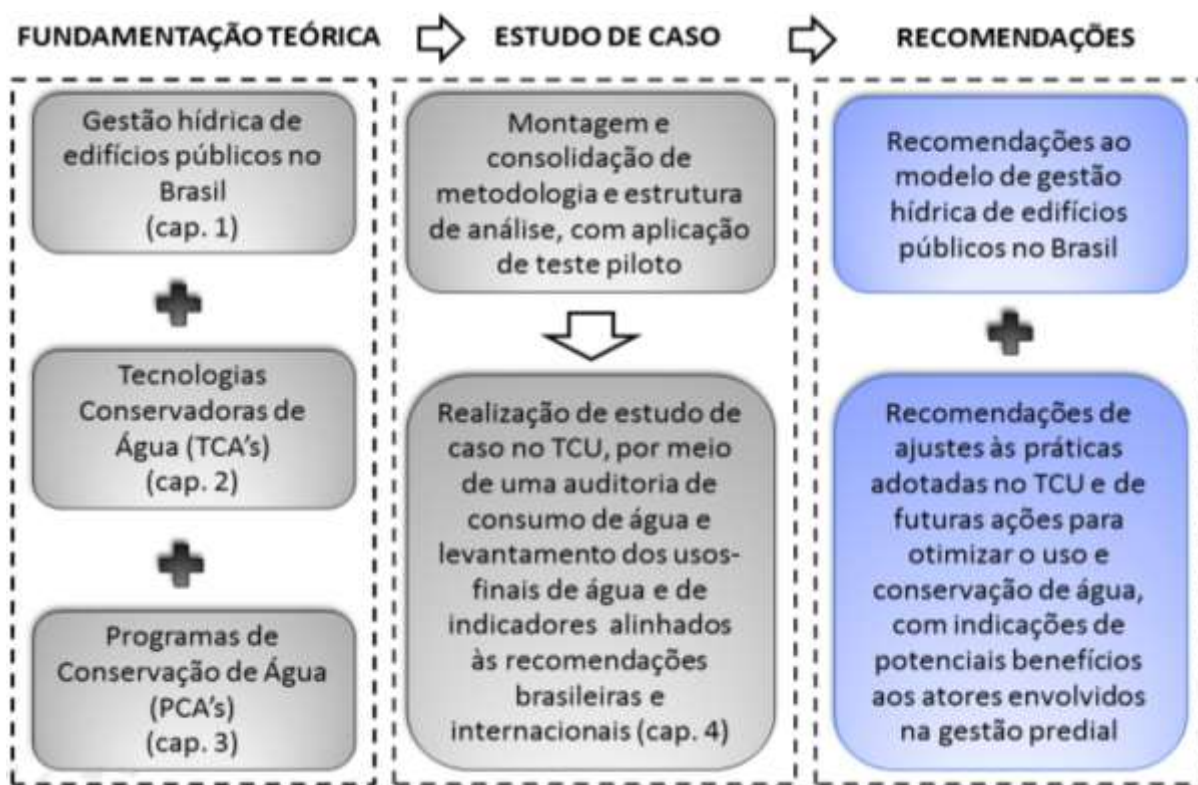 FUNDAMENTAÇÃO TEÓRICA
ESTUDO DE CASO
RECOMENDAÇÕES
Gestão hídrica de
edifícios públicos no
Brasil
(cap. 1)
Tecnologias
Conservadoras de
Água (TCA's)
(cap. 2)
Programas de
Conservação de Água
(PCA's)
(cap. 3)
Montagem e
consolidação de
metodologia e estrutura
de análise, com aplicação
de teste piloto
Realização de estudo de
caso no TCU, por meio
de uma auditoria de
consumo de água e
levantamento dos usos-
finais de água e de
indicadores alinhados
às recomendações
brasileiras e
internacionais (cap. 4)
Recomendações ao
modelo de gestão
hídrica de edifícios
públicos no Brasil
Recomendações de
ajustes às práticas
adotadas no TCU e de
futuras ações para
otimizar o uso e
conservação de água,
com indicações de
potenciais benefícios
aos atores envolvidos
na gestão predial